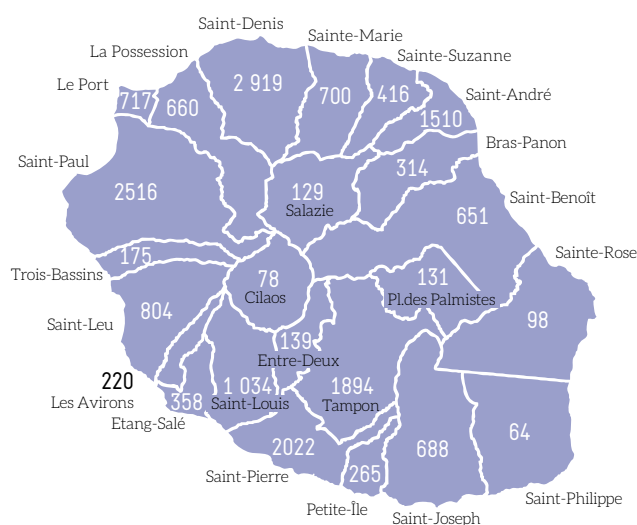 Saint-Denis
Sainte-Marie
La Possession
Sainte-Suzanne
Le Port
2 919
Saint-André
717
660
700
416
1510
Bras-Panon
Saint-Paul
314
2516
129
Saint-Benoît
Salazie
651
Sainte-Rose
175
Trois-Bassins
78
131
Cilaos
Pl.des Palmistes
804
98
Saint-Leu
139
Entre-Deux
220
1 034
1894
Les Avirons
358
Saint-Louis
Tampon
Etang-Salé
64
2022
688
Saint-Pierre
265
Petite-Île
Saint-Philippe
Saint-Joseph